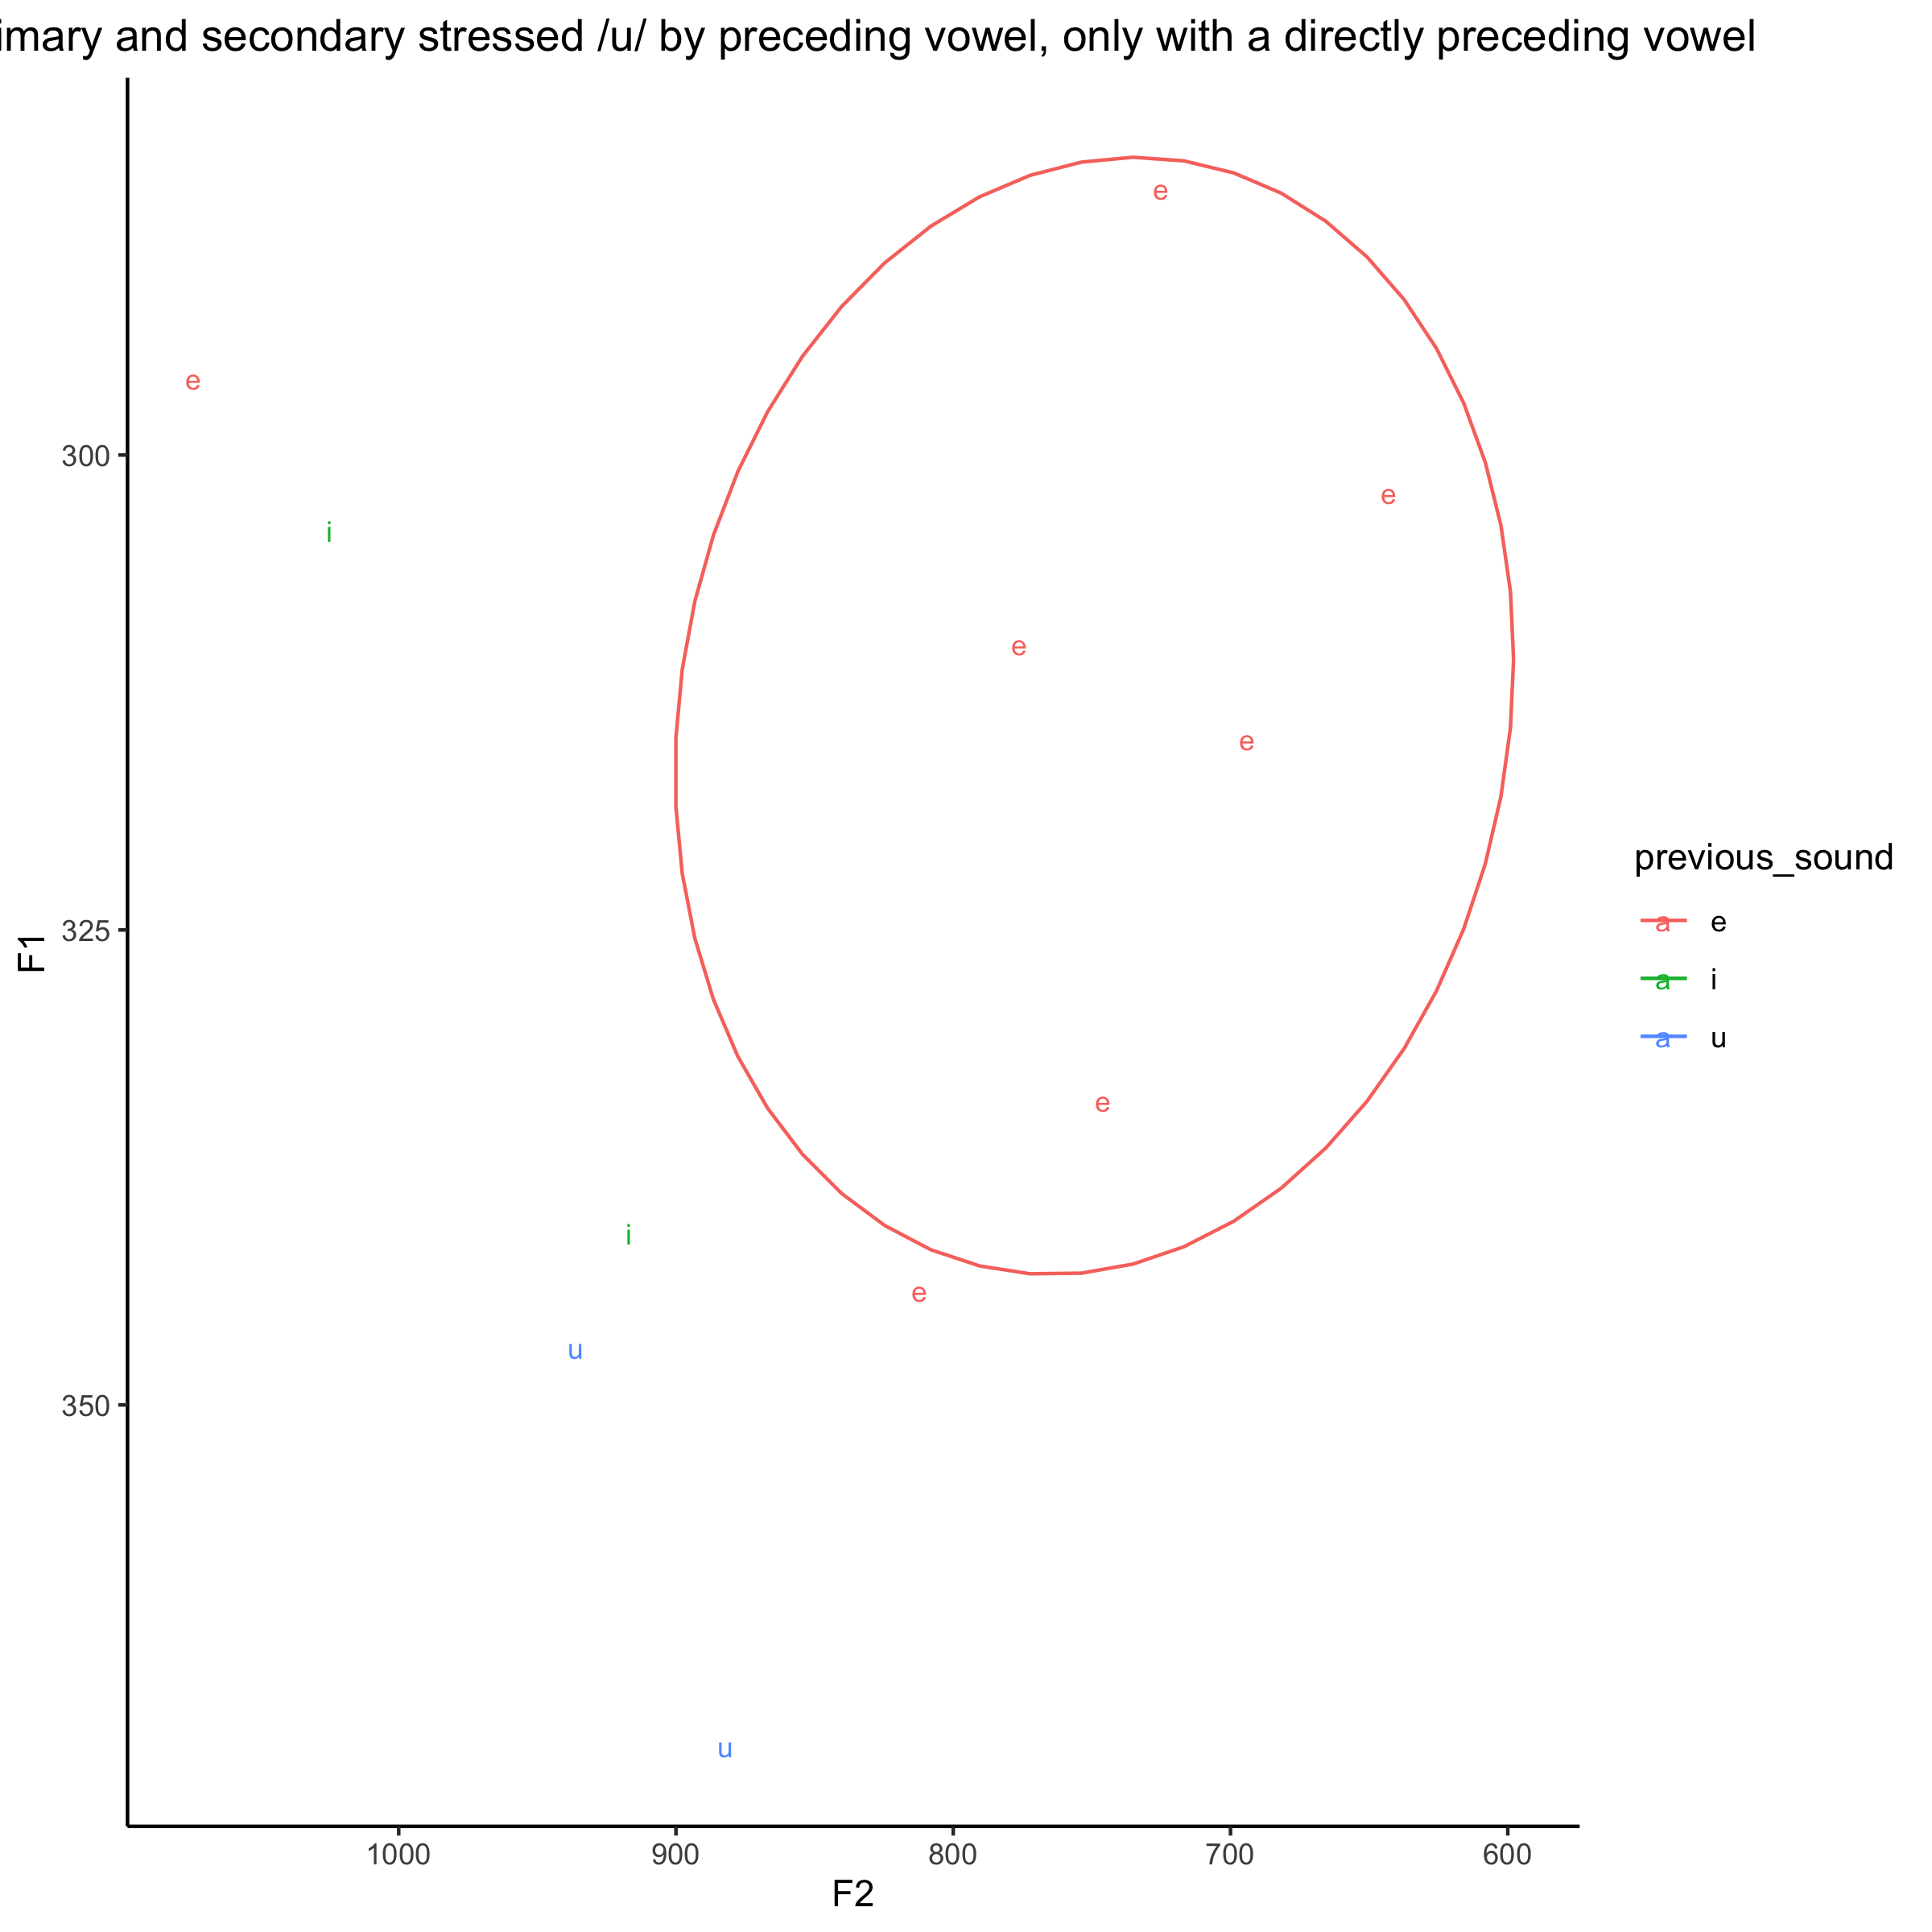 imary and secondary stressed /u/ by preceding vowel, only with a directly preceding vowel
e
e
300
e
i
e
e
previous_sound
325
a e
F1
a i
a u
e
i
e
u
350
u
1000 900 800 700 600
F2